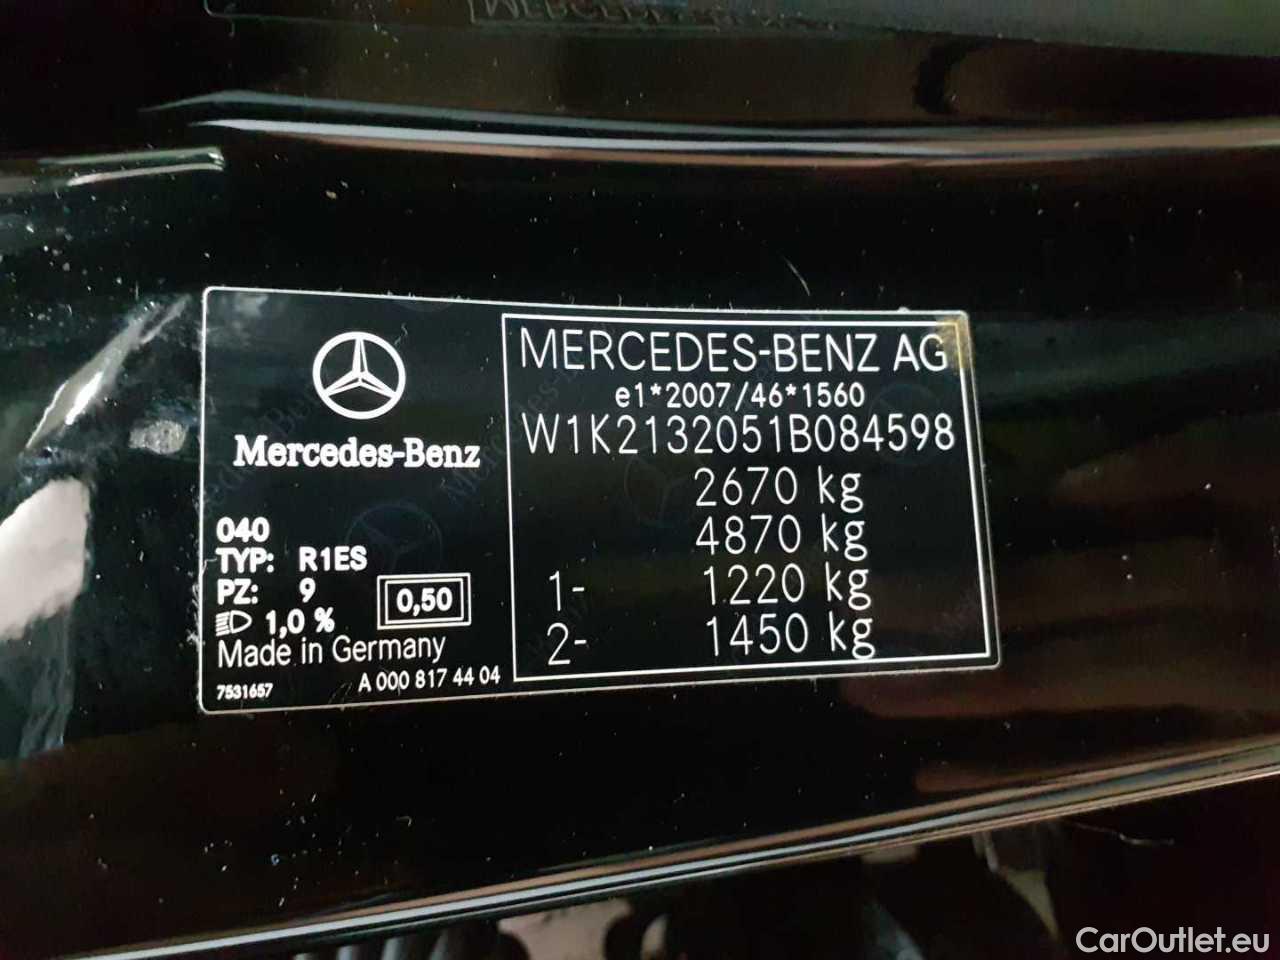 Mercedes-Benz
040
TYP: R1ES
PZ: 9
1,0 %
0,50
Made in Germany
7531657
A 000 817 44 04
MERCEDES-BENZ AG
e1*2007/46*1560
W1K2132051B084598
2670 kg
4870 kg
1- 1220 kg
2- 1450 kg
CarOutlet.eu